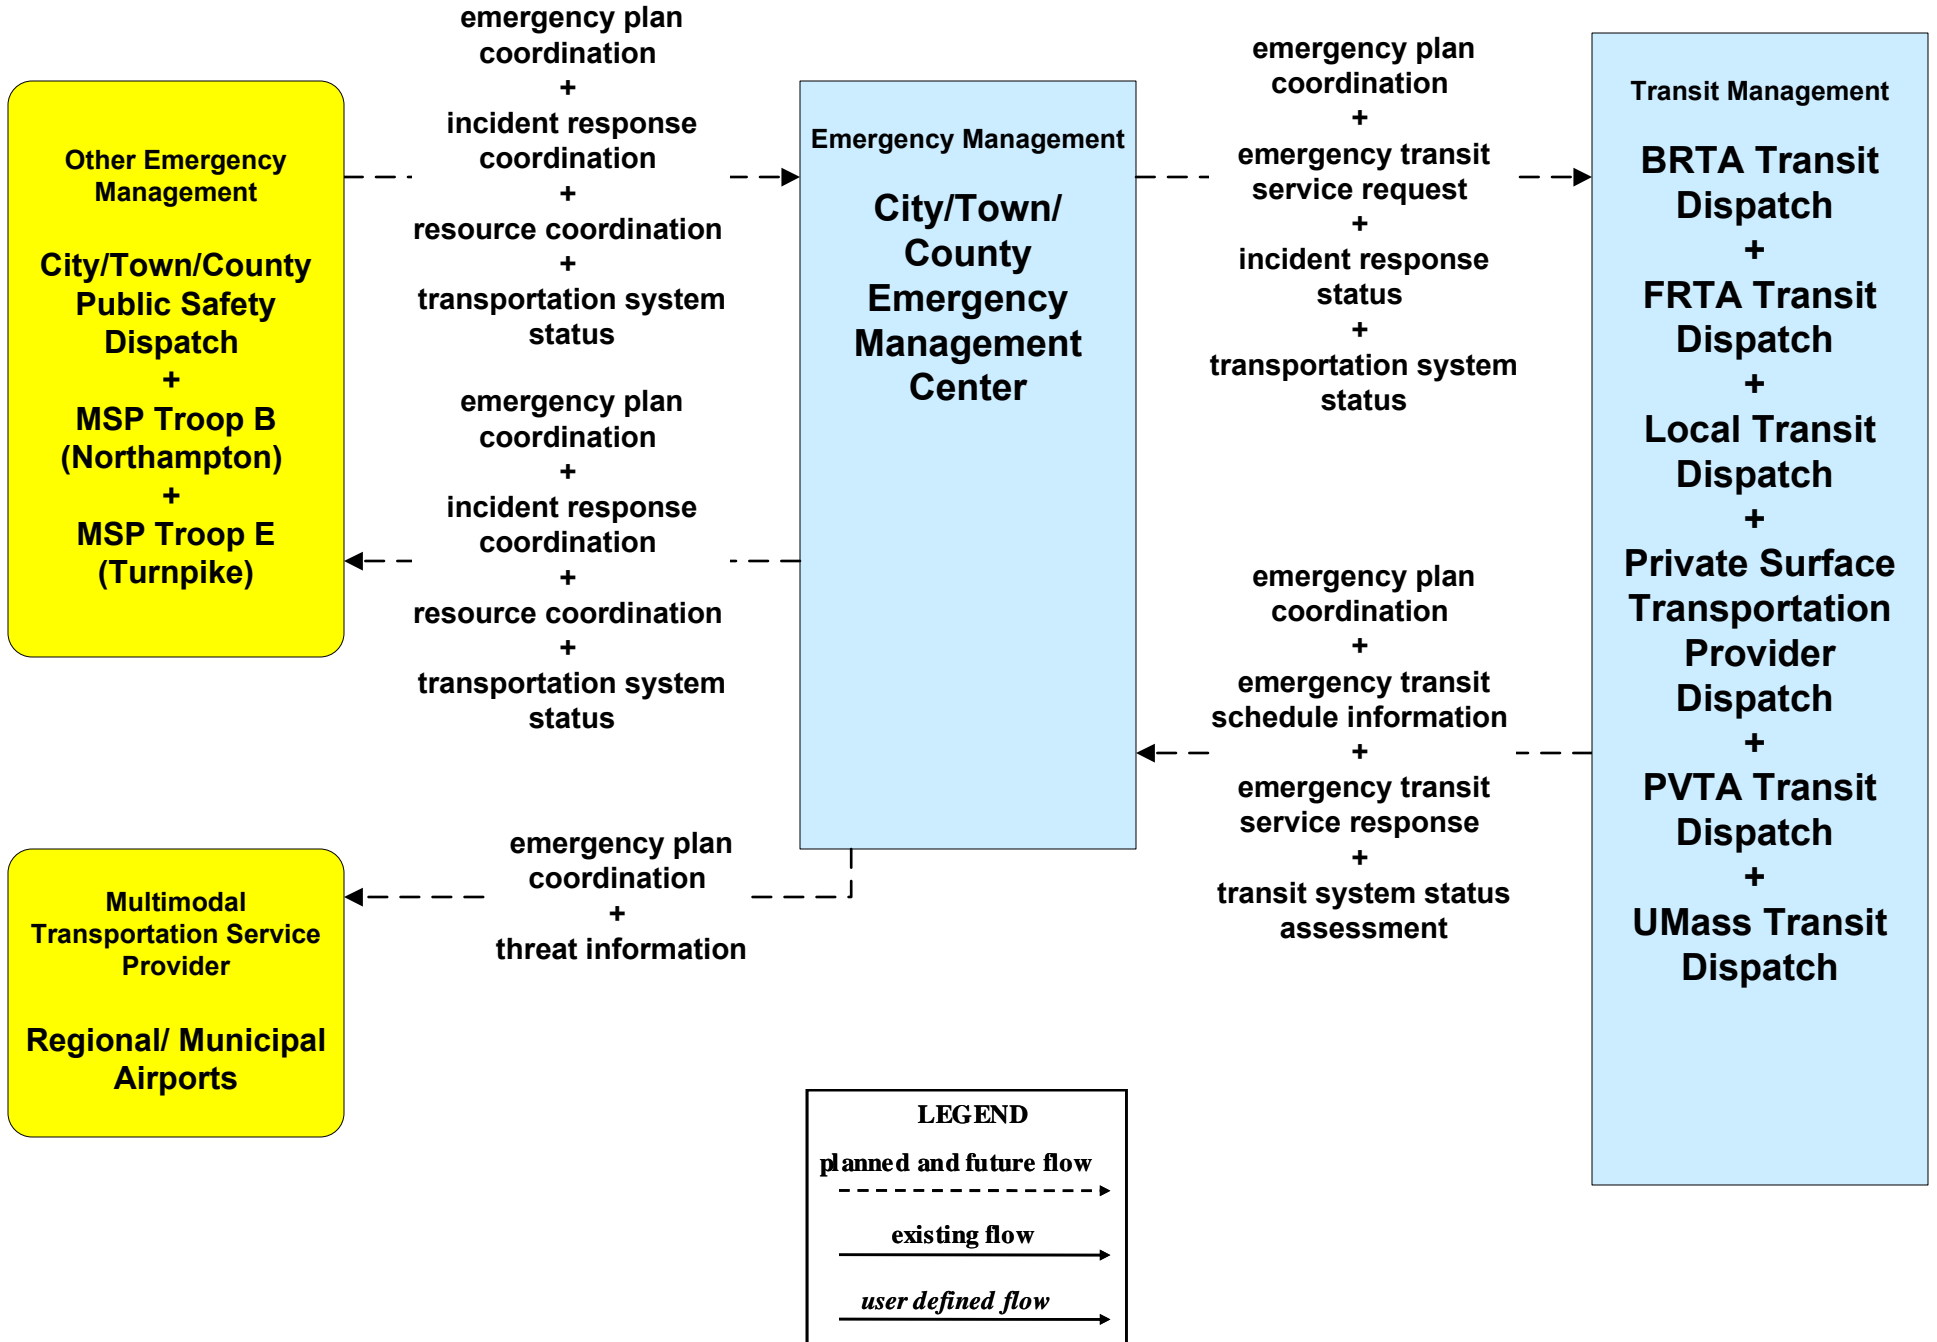 emergency plan
coordination
+
incident response
coordination
+
resource coordination
+
transportation system
status
emergency plan
coordination
+
emergency transit
service request
+
incident response
status
+
transportation system
status
Other Emergency
Management
City/Town/County
Public Safety
Dispatch
+
MSP Troop B
(Northampton)
+
MSP Troop E
(Turnpike)
Emergency Management
City/Town/
County
Emergency
Management
Center
Transit Management
BRTA Transit
Dispatch
+
FRTA Transit
Dispatch
+
Local Transit
Dispatch
+
Private Surface
Transportation
Provider
Dispatch
+
PVTA Transit
Dispatch
+
UMass Transit
Dispatch
emergency plan
coordination
+
incident response
coordination
+
resource coordination
+
transportation system
status
emergency plan
coordination
+
emergency transit
schedule information
+
emergency transit
service response
+
transit system status
assessment
emergency plan
coordination
+
threat information
Multimodal
Transportation Service
Provider
Regional/ Municipal
Airports
LEGEND
planned and future flow
existing flow
user defined flow